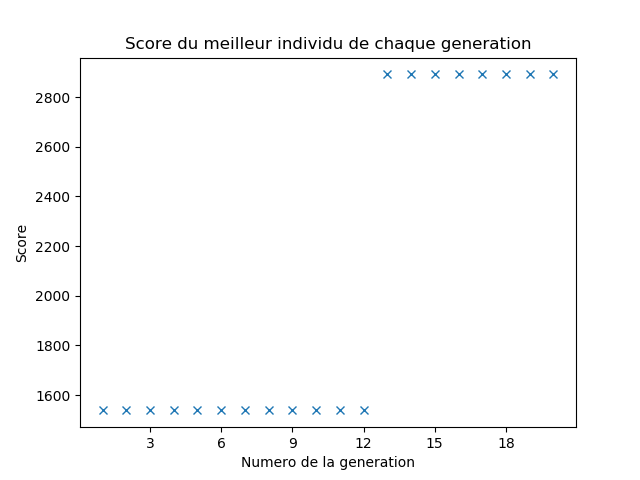 Score du meilleur individu de chaque generation
2800
2600
2400
2200
2000
1800
1600
Score
3 6 9 12 15 18
Numero de la generation